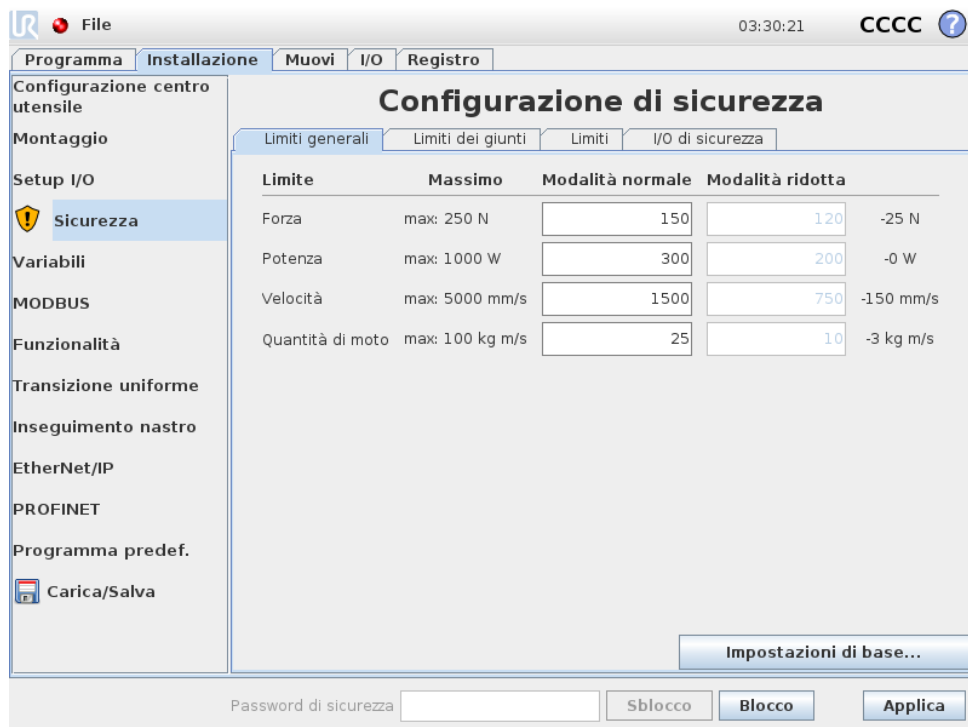 UR File 03:30:21 CCCC ?
Programma Installazione Muovi I/O Registro
Configurazione centro
utensile
Montaggio
Setup I/O
Sicurezza
Variabili
MODBUS
Funzionalità
Transizione uniforme
Inseguimento nastro
EtherNet/IP
PROFINET
Programma predef.
Carica/Salva
Configurazione di sicurezza
Limiti generali Limiti dei giunti Limiti I/O di sicurezza
Limite Massimo Modalità normale Modalità ridotta
Forza max: 250 N 150 120 -25 N
Potenza max: 1000 W 300 200 -0 W
Velocità max: 5000 mm/s 1500 750 -150 mm/s
Quantità di moto max: 100 kg m/s 25 10 -3 kg m/s
Impostazioni di base...
Password di sicurezza Sblocco Blocco Applica